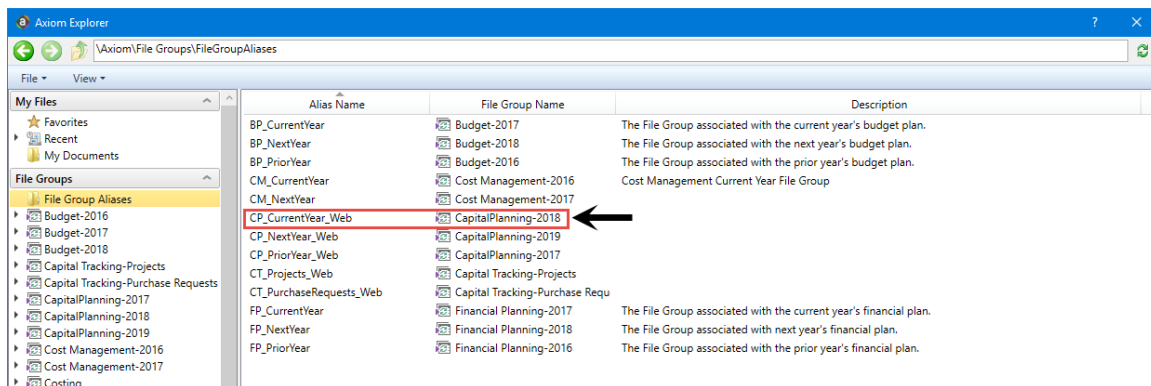 Axiom Explorer
\Axiom\File Groups\FileGroupAliases
File View
My Files
Favorites
Recent
My Documents
File Groups
File Group Aliases
Budget-2016
Budget-2017
Budget-2018
Capital Tracking-Projects
Capital Tracking-Purchase Requests
CapitalPlanning-2017
CapitalPlanning-2018
CapitalPlanning-2019
Cost Management-2016
Cost Management-2017
Costing
Alias Name File Group Name Description
BP_CurrentYear Budget-2017 The File Group associated with the current year's budget plan.
BP_NextYear Budget-2018 The File Group associated with the next year's budget plan.
BP_PriorYear Budget-2016 The File Group associated with the prior year's budget plan.
CM_CurrentYear Cost Management-2016 Cost Management Current Year File Group
CM_NextYear Cost Management-2017
CP_CurrentYear_Web CapitalPlanning-2018
CP_NextYear_Web CapitalPlanning-2019
CP_PriorYear_Web CapitalPlanning-2017
CT_Projects_Web Capital Tracking-Projects
CT_PurchaseRequests_Web Capital Tracking-Purchase Requ
FP_CurrentYear Financial Planning-2017 The File Group associated with the current year's financial plan.
FP_NextYear Financial Planning-2018 The File Group associated with next year's financial plan.
FP_PriorYear Financial Planning-2016 The File Group associated with the prior year's financial plan.